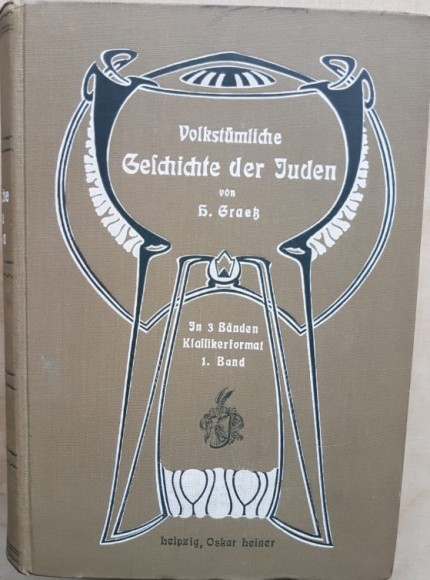 Volkstümliche
Geschichte der Juden
von
H. Graetz
In 3 Bänden
Klassikerformat
1. Band
Leipzig, Oskar Leiner